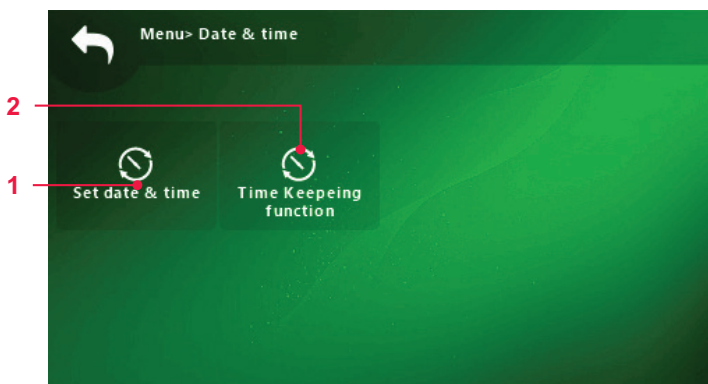 Menu> Date & time
2
1
Set date & time
Time Keepeing
function